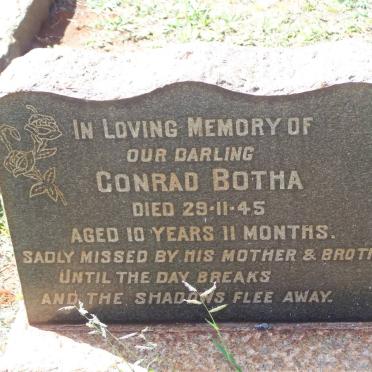 IN LOVING MEMORY OF
OUR DARLING
CONRAD BOTHA
DIED 29-11-45
AGED 10 YEARS 11 MONTHS.
SADLY MISSED BY HIS MOTHER & BROTH
UNTIL THE DAY BREAKS
AND THE SHADOWS FLEE AWAY.